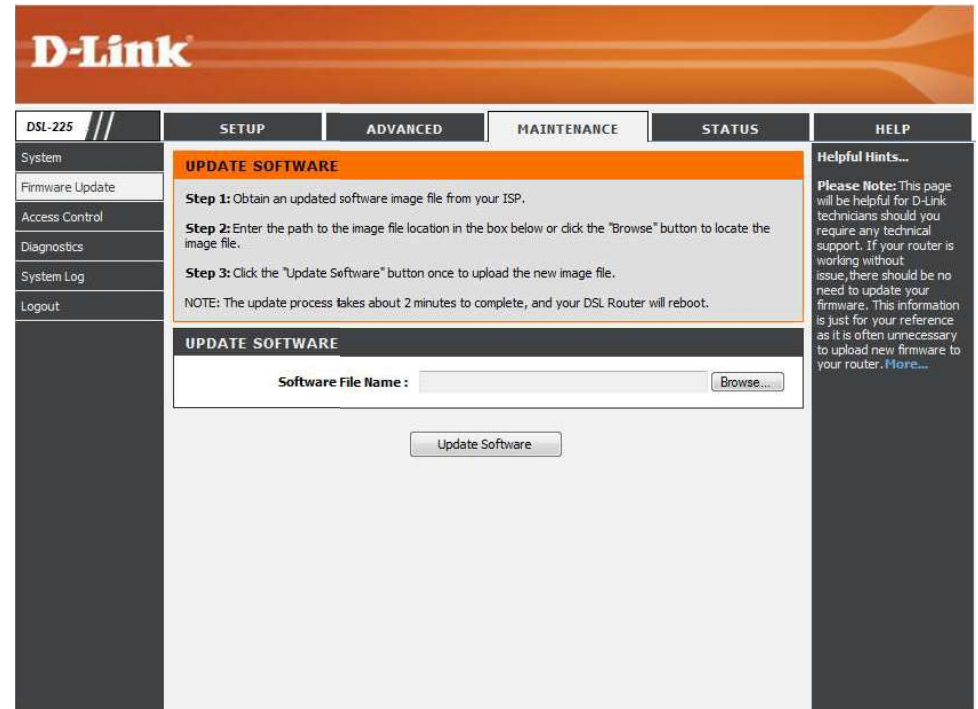 D-Link
DSL-225
SETUP
ADVANCED
MAINTENANCE
STATUS
HELP
System
Firmware Update
Access Control
Diagnostics
System Log
Logout
UPDATE SOFTWARE
Step 1: Obtain an updated software image file from your ISP.
Step 2: Enter the path to the image file location in the box below or click the "Browse" button to locate the
image file.
Step 3: Click the "Update Software" button once to upload the new image file.
NOTE: The update process takes about 2 minutes to complete, and your DSL Router will reboot.
UPDATE SOFTWARE
Software File Name :
Browse...
Update Software
Helpful Hints...
Please Note: This page
will be helpful for D-Link
technicians should you
require any technical
support. If your router is
working without
issue,there should be no
need to update your
firmware. This information
is just for your reference
as it is often unnecessary
to upload new firmware to
your router. More...